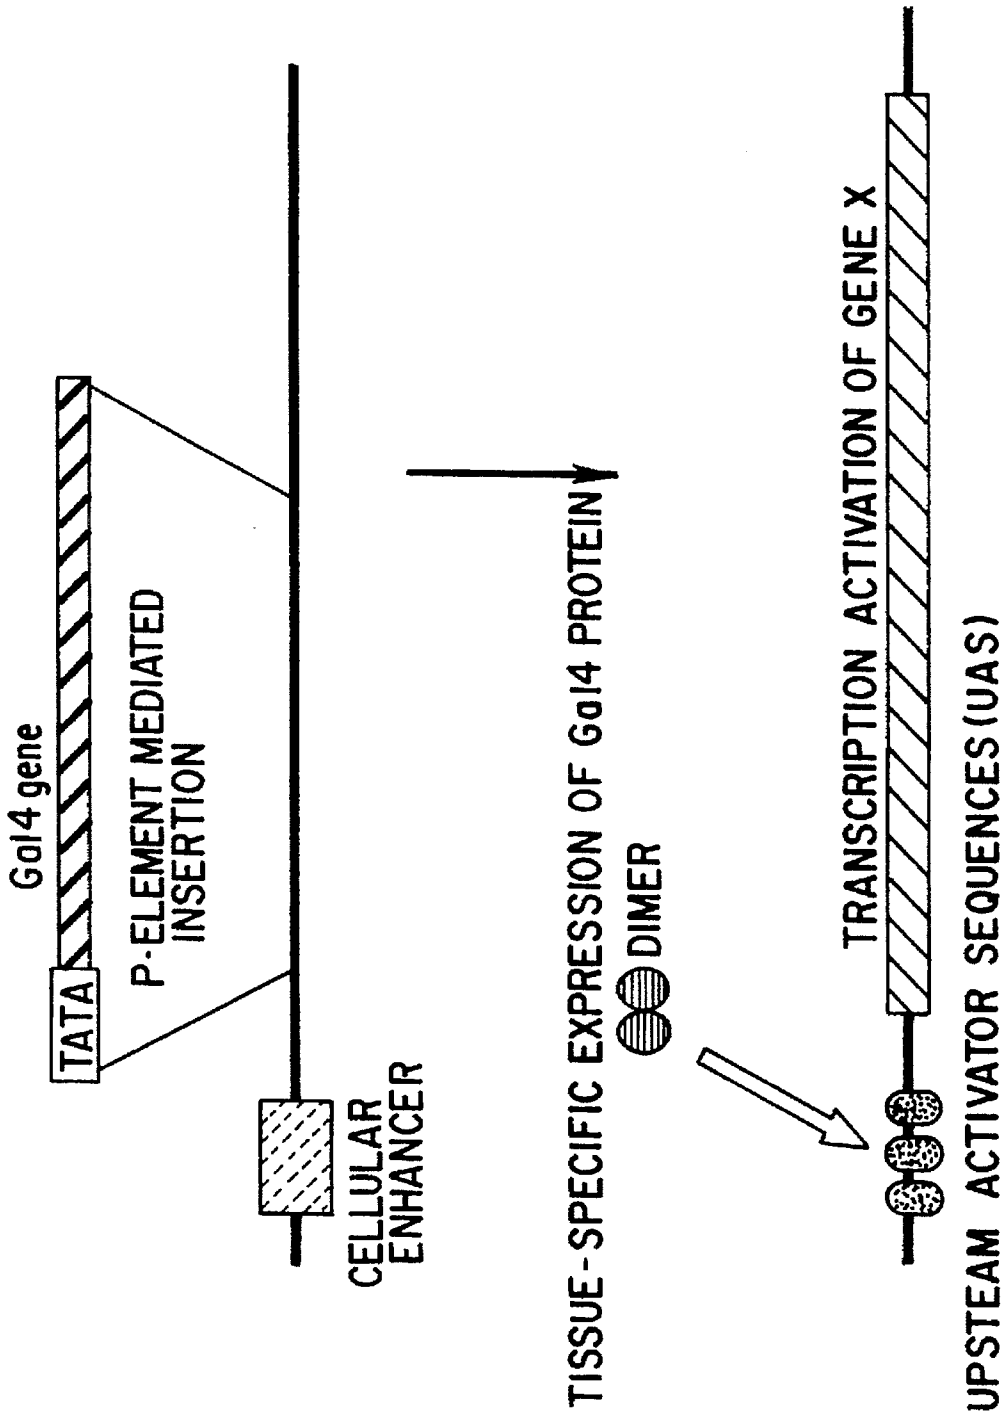 Gal4 gene
TATA
P-ELEMENT MEDIATED
INSERTION
CELLULAR
ENHANCER
TISSUE-SPECIFIC EXPRESSION OF Gal4 PROTEIN
DIMER
TRANSCRIPTION ACTIVATION OF GENE X
UPSTEAM ACTIVATOR SEQUENCES (UAS)